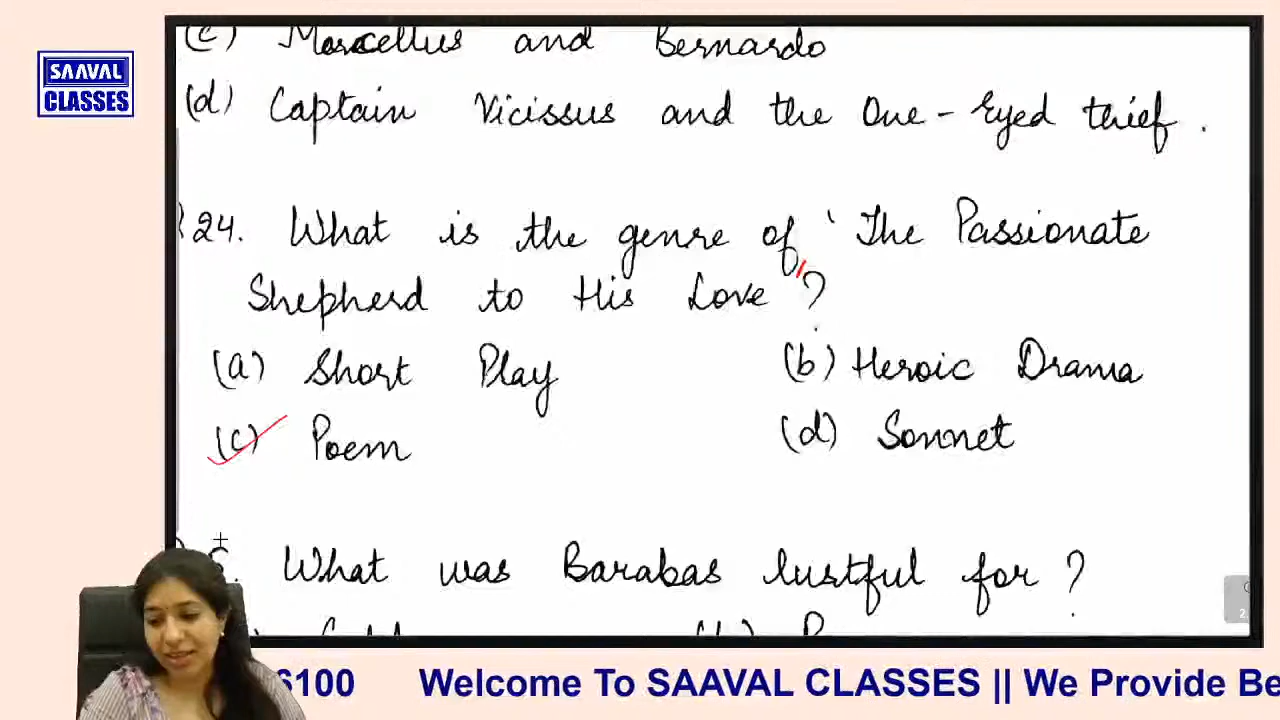 (c) Marcellus and Bernardo
SAAVAL
CLASSES
(d) Captain Vicissus and the One-Eyed thief.
24. What is the genre of 'The Passionate
Shepherd to His Love'?
(a) Short Play (b) Heroic Drama
(c) Poem (d) Sonnet
5. What was Barabas lustful for?
6100 Welcome To SAAVAL CLASSES || We Provide Be